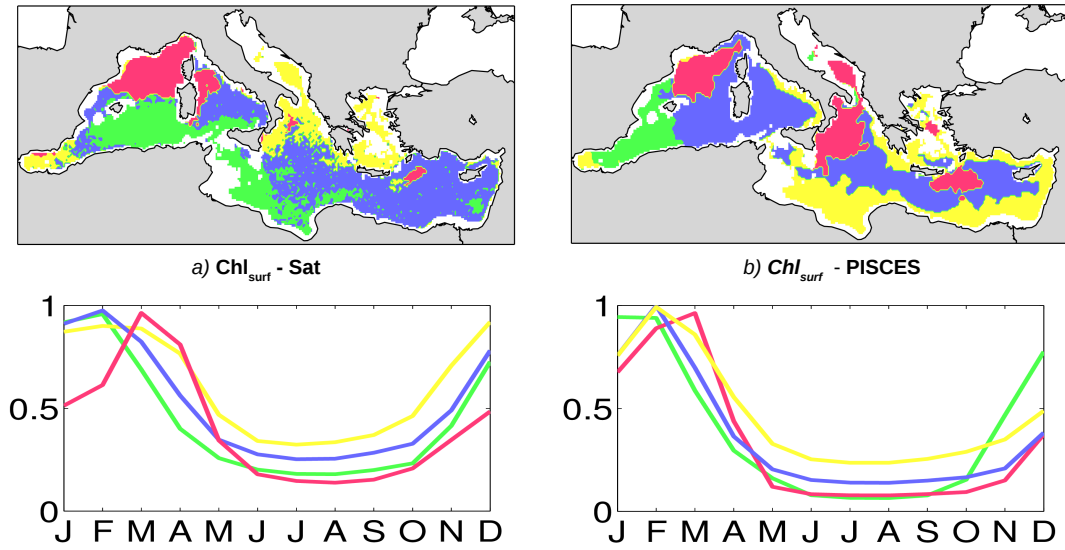 a) Chlsurf - Sat
b) Chlsurf - PISCES
1
0.5
0
J F M A M J J A S O N D
1
0.5
0
J F M A M J J A S O N D